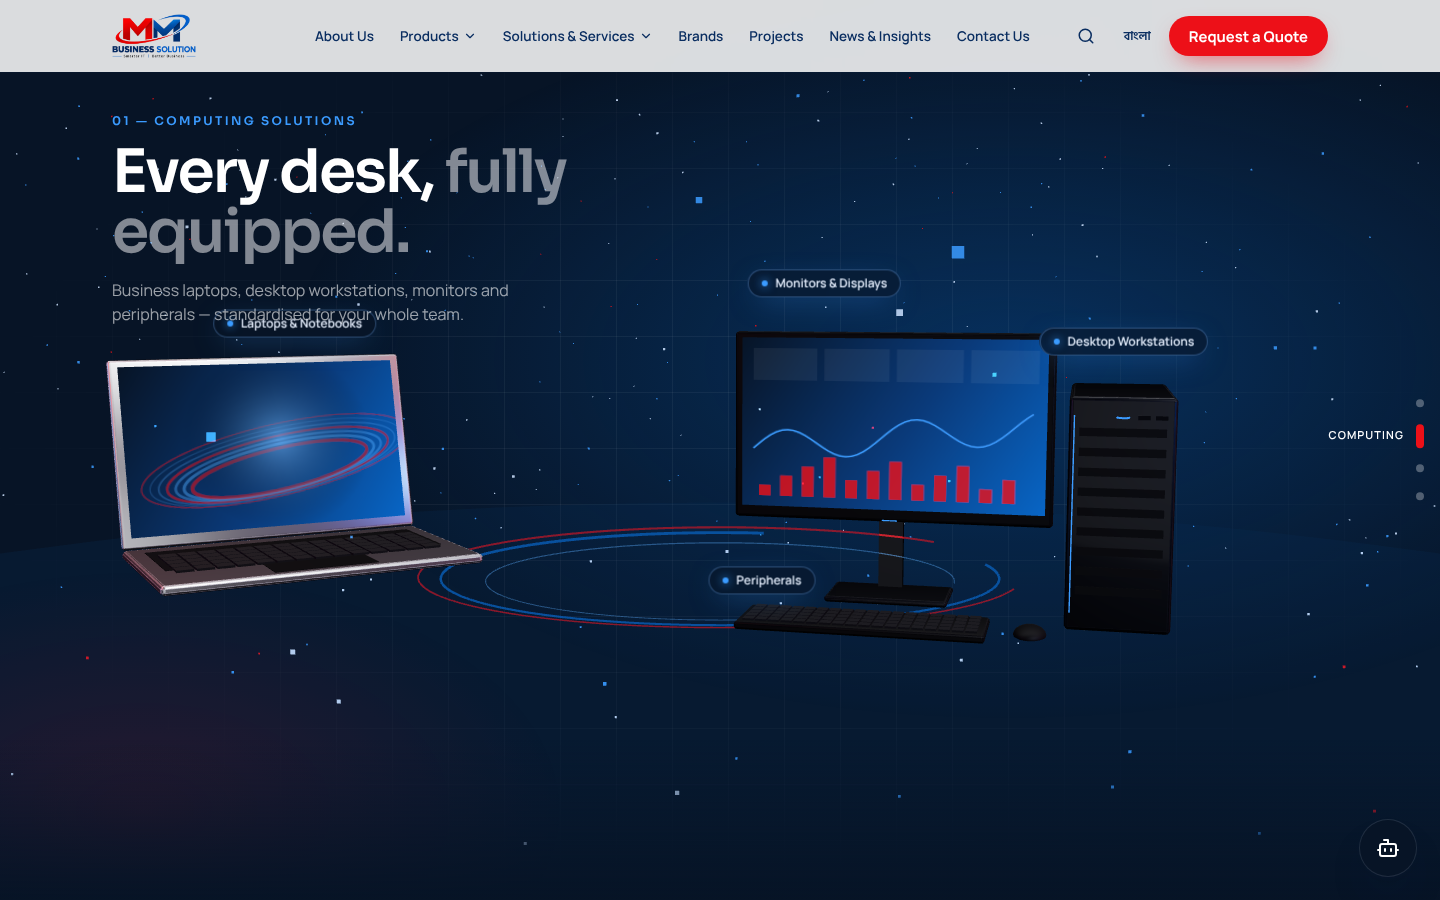 MM
BUSINESS SOLUTION
About Us
Products
Solutions & Services
Brands
Projects
News & Insights
Contact Us
বাংলা
Request a Quote
01 — COMPUTING SOLUTIONS
Every desk, fully
equipped.
Business laptops, desktop workstations, monitors and
peripherals — standardised for your whole team.
Laptops & Notebooks
Monitors & Displays
Desktop Workstations
COMPUTING
Peripherals